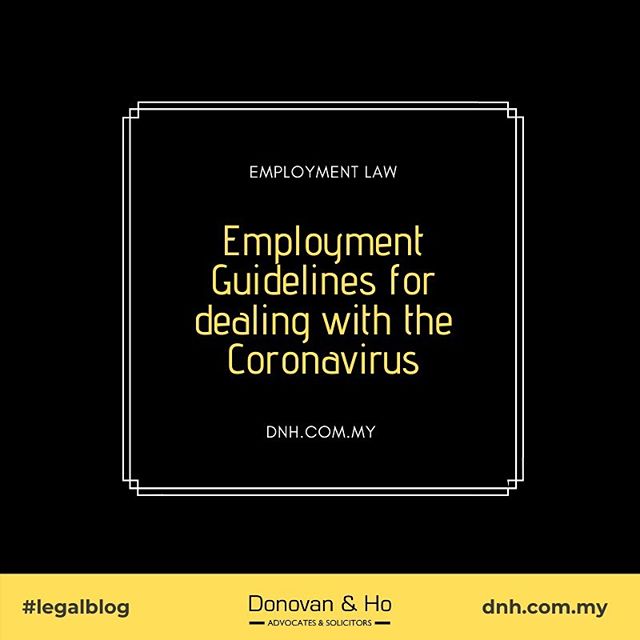 EMPLOYMENT LAW
Employment
Guidelines for
dealing with the
Coronavirus
DNH.COM.MY
#legalblog
Donovan & Ho
ADVOCATES & SOLICITORS
dnh.com.my